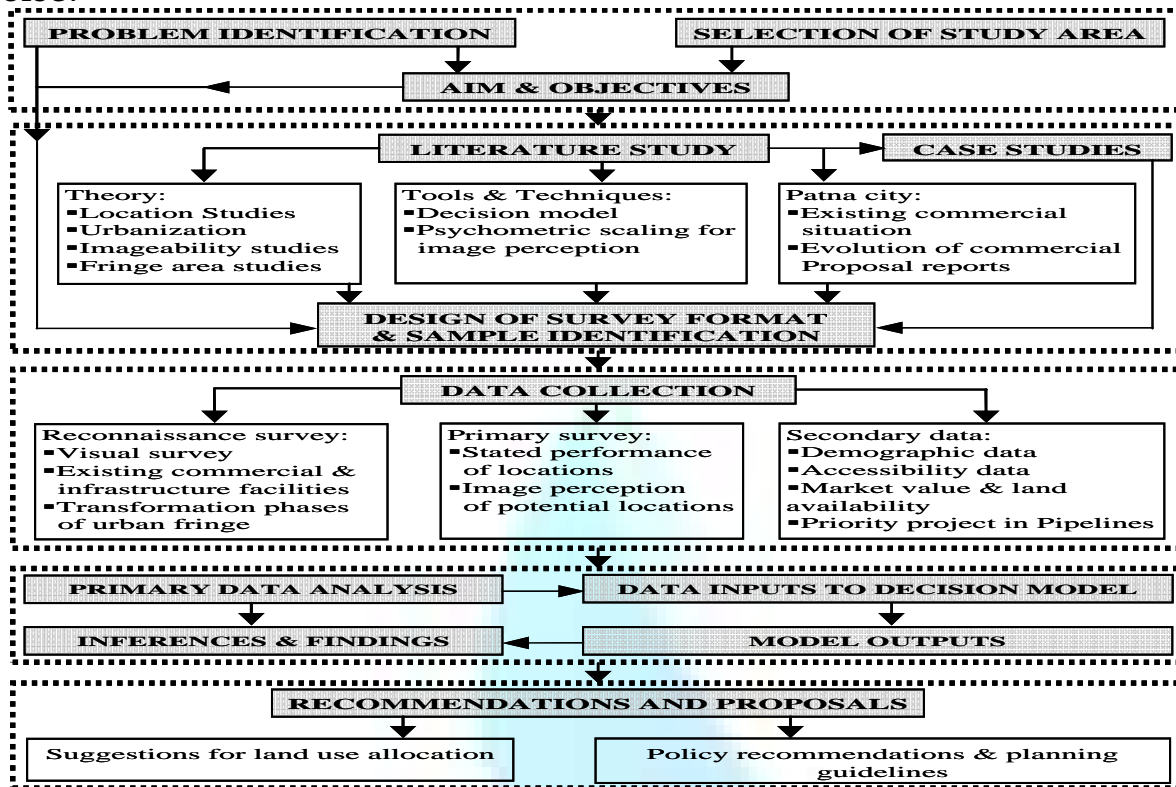 PROBLEM IDENTIFICATION
SELECTION OF STUDY AREA
AIM & OBJECTIVES
LITERATURE STUDY
CASE STUDIES
Theory:
▪Location Studies
▪Urbanization
▪Imageability studies
▪Fringe area studies
Tools & Techniques:
▪Decision model
▪Psychometric scaling for
image perception
Patna city:
▪Existing commercial
situation
▪Evolution of commercial
Proposal reports
DESIGN OF SURVEY FORMAT
& SAMPLE IDENTIFICATION
DATA COLLECTION
Reconnaissance survey:
▪Visual survey
▪Existing commercial &
infrastructure facilities
▪Transformation phases
of urban fringe
Primary survey:
▪Stated performance
of locations
▪Image perception
of potential locations
Secondary data:
▪Demographic data
▪Accessibility data
▪Market value & land
availability
▪Priority project in Pipelines
PRIMARY DATA ANALYSIS
DATA INPUTS TO DECISION MODEL
INFERENCES & FINDINGS
MODEL OUTPUTS
RECOMMENDATIONS AND PROPOSALS
Suggestions for land use allocation
Policy recommendations & planning
guidelines